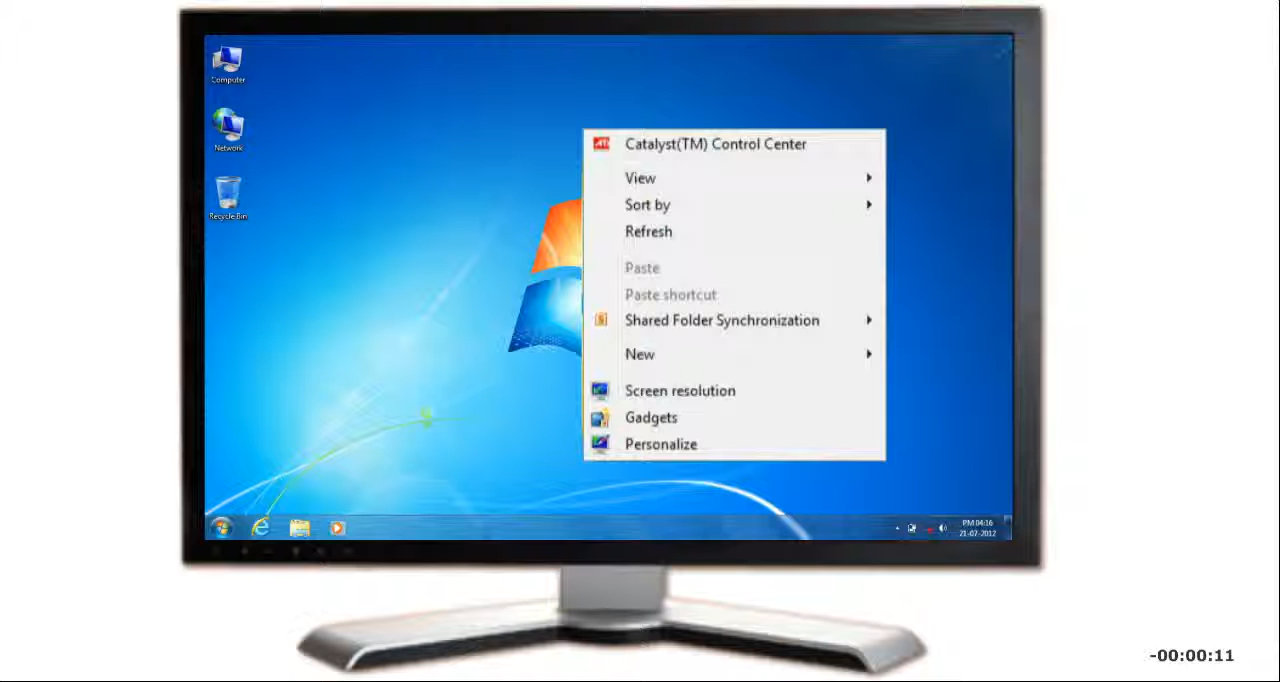 Computer
Network
Recycle Bin
ATI
Catalyst(TM) Control Center
View
Sort by
Refresh
Paste
Paste shortcut
Shared Folder Synchronization
New
Screen resolution
Gadgets
Personalize
PM 04:16
21-07-2012
-00:00:11